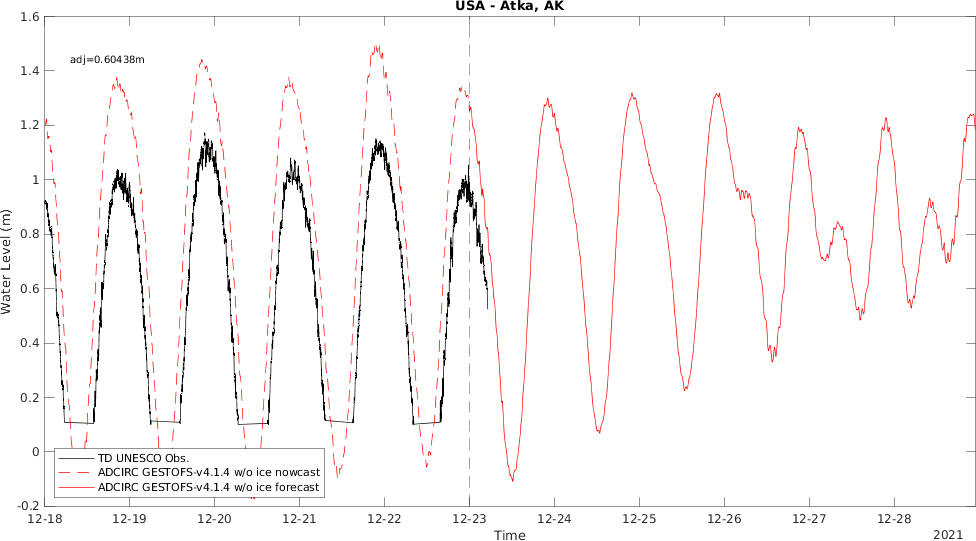 USA - Atka, AK
1.6
1.4
1.2
1
0.8
0.6
0.4
0.2
0
-0.2
Water Level (m)
adj=0.60438m
TD UNESCO Obs.
ADCIRC GESTOFS-v4.1.4 w/o ice nowcast
ADCIRC GESTOFS-v4.1.4 w/o ice forecast
12-18 12-19 12-20 12-21 12-22 12-23 12-24 12-25 12-26 12-27 12-28
Time
2021